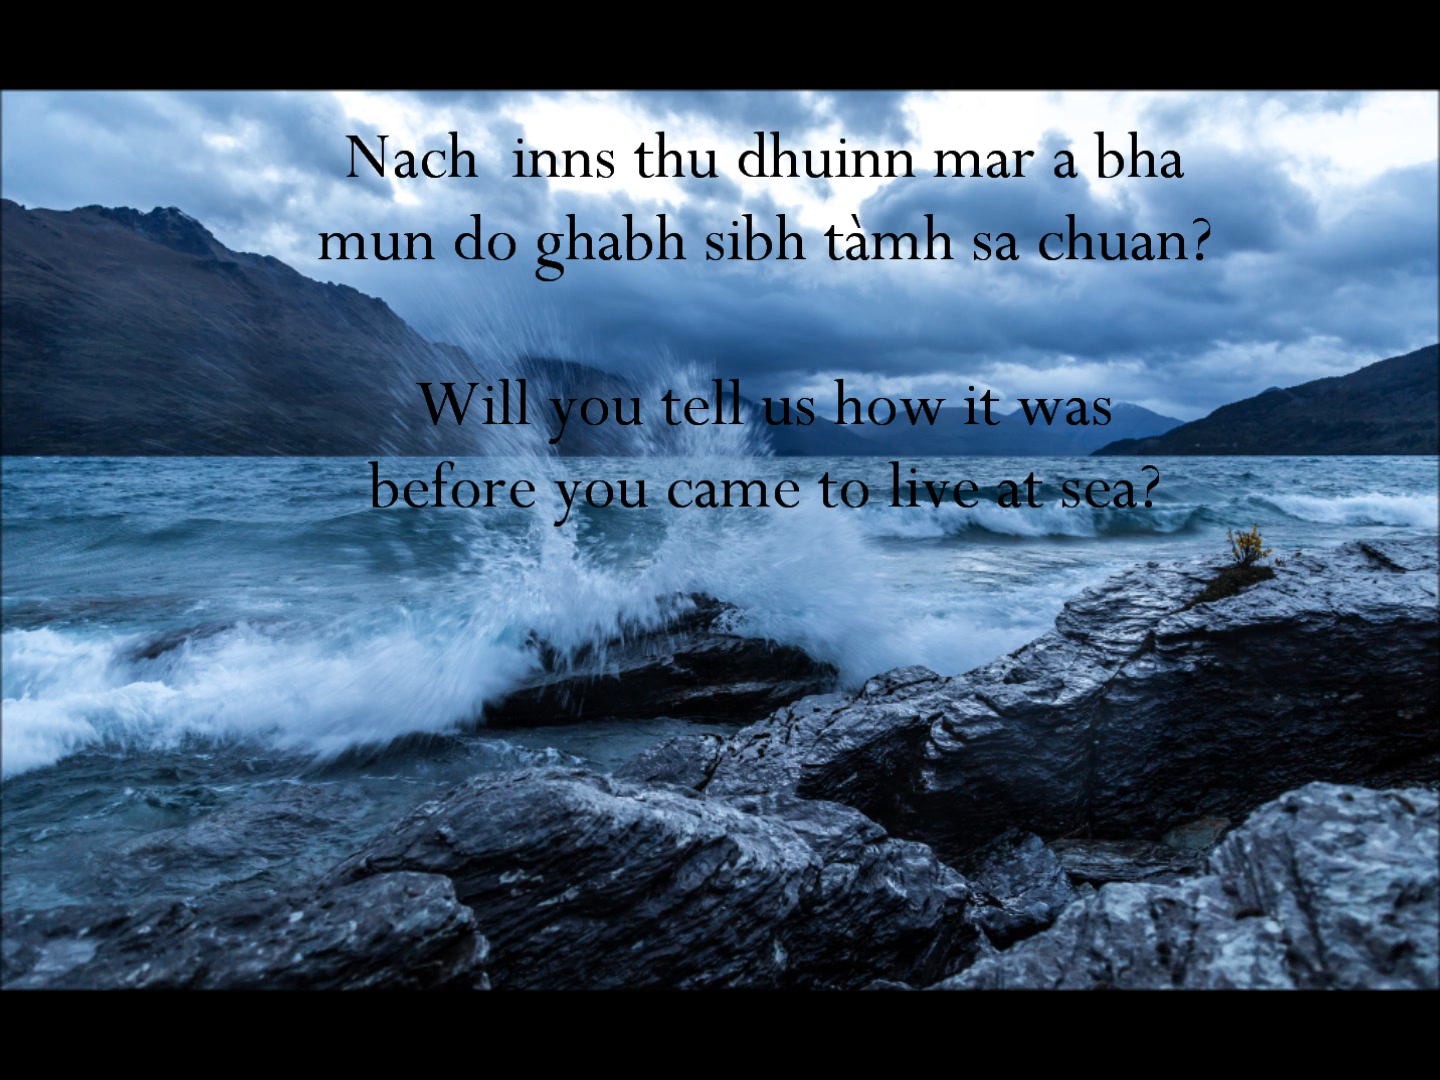 Nach inns thu dhuinn mar a bha
mun do ghabh sibh tàmh sa chuan?
Will you tell us how it was
before you came to live at sea?